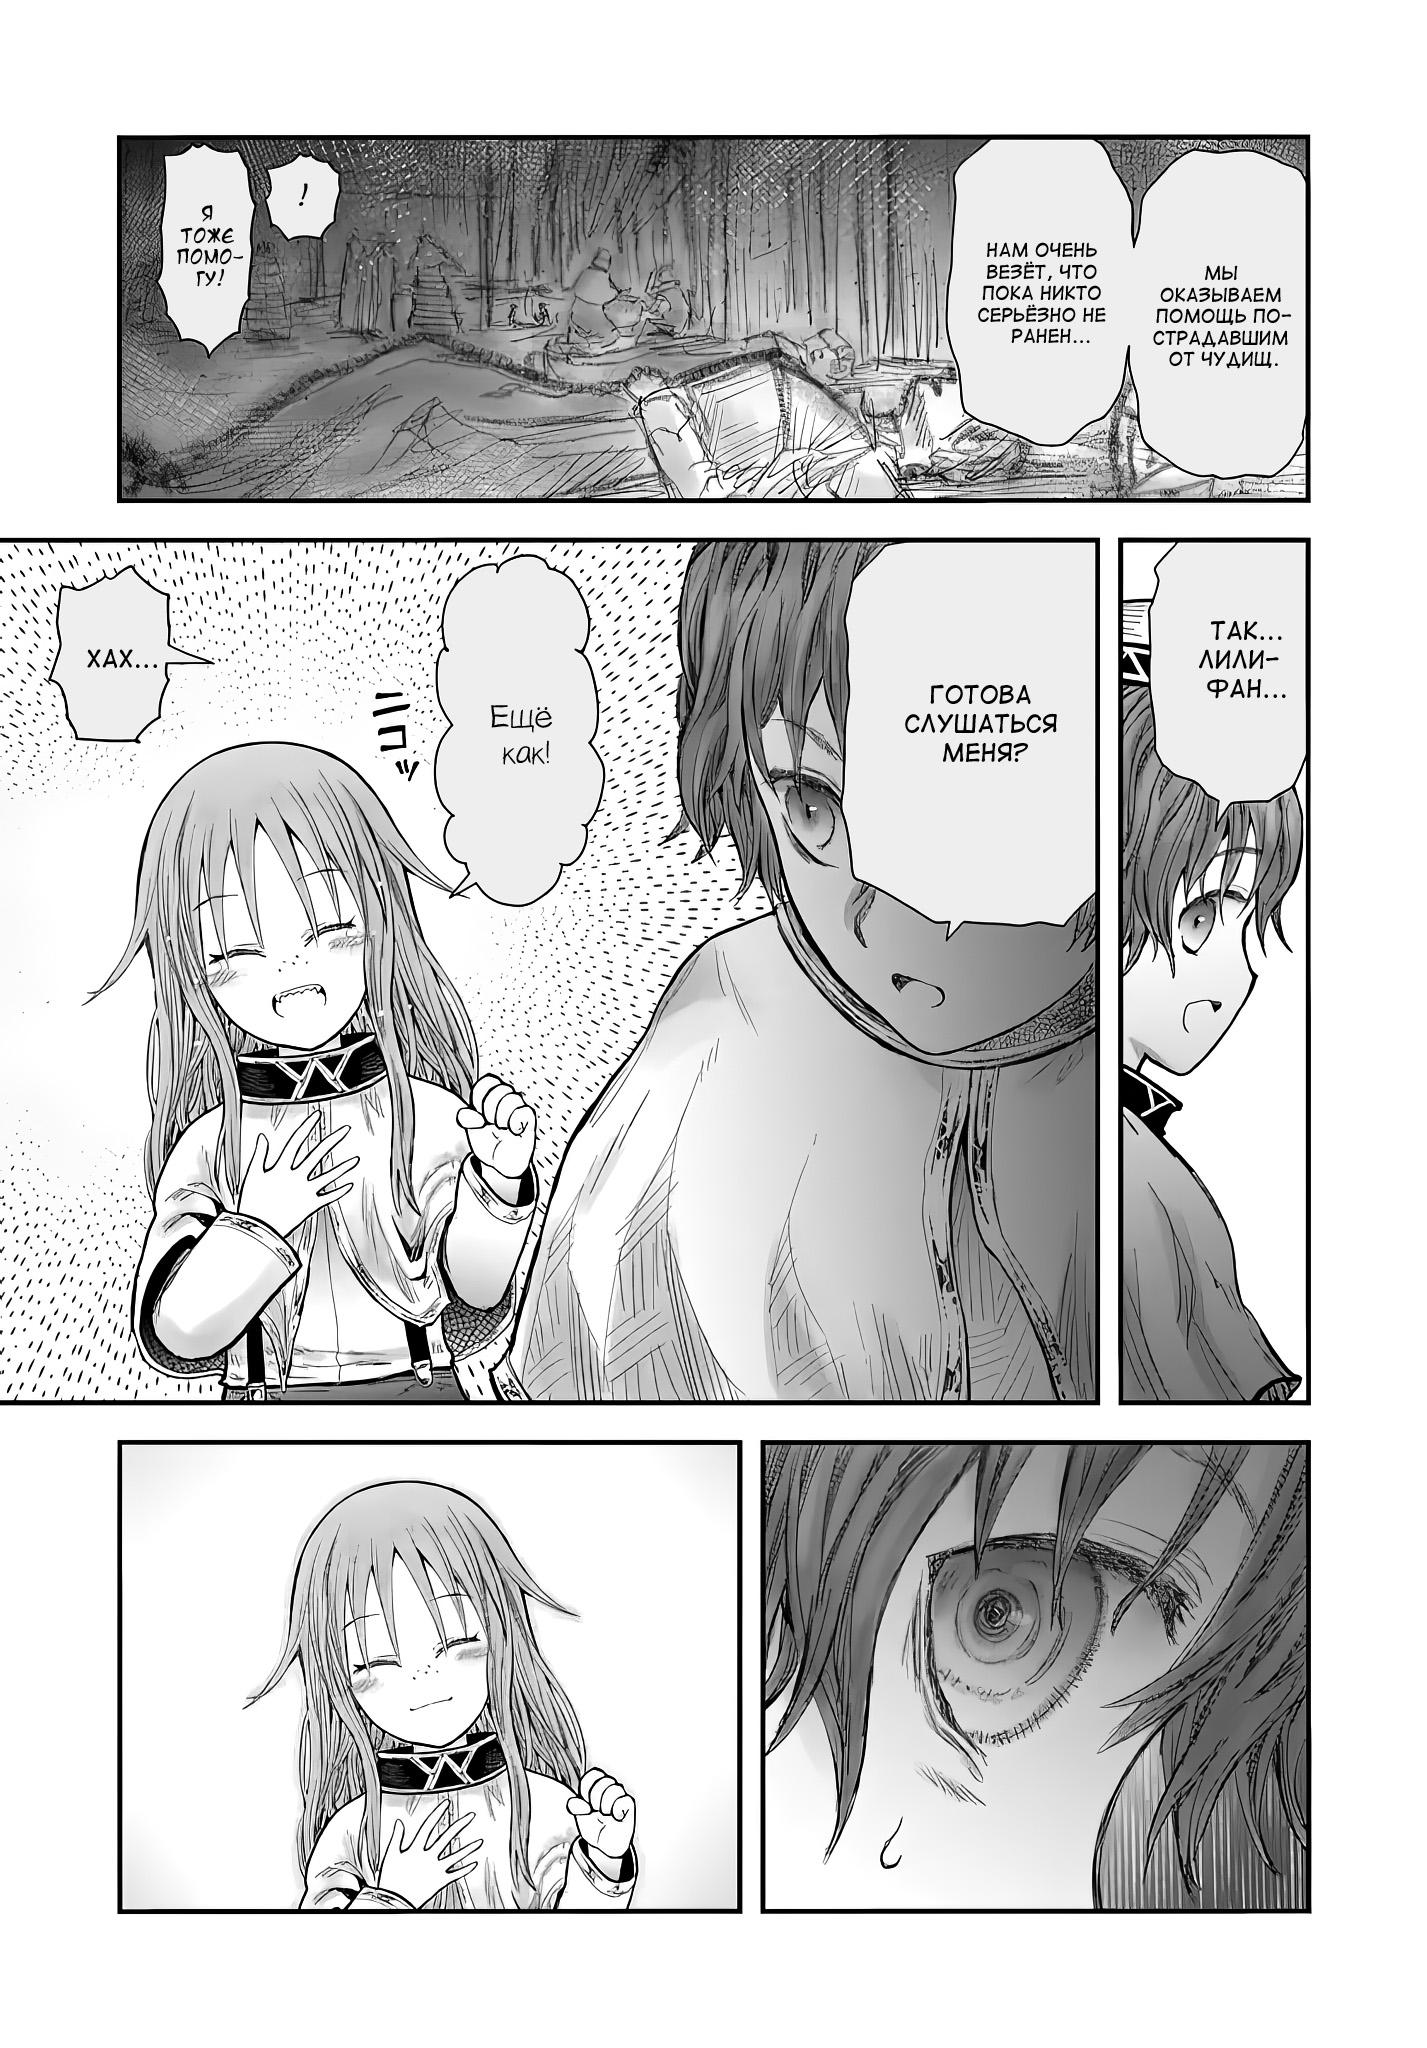 МЫ
ОКАЗЫВАЕМ
ПОМОЩЬ ПО-
СТРАДАВШИМ
ОТ ЧУДИЩ.
НАМ ОЧЕНЬ
ВЕЗЁТ, ЧТО
ПОКА НИКТО
СЕРЬЁЗНО НЕ
РАНЕН...
!
Я
ТОЖЕ
ПОМО-
ГУ!
ТАК...
ЛИЛИ-
ФАН...
ГОТОВА
СЛУШАТЬСЯ
МЕНЯ?
ЕЩЁ
КАК!
ニコッ
ХАХ...